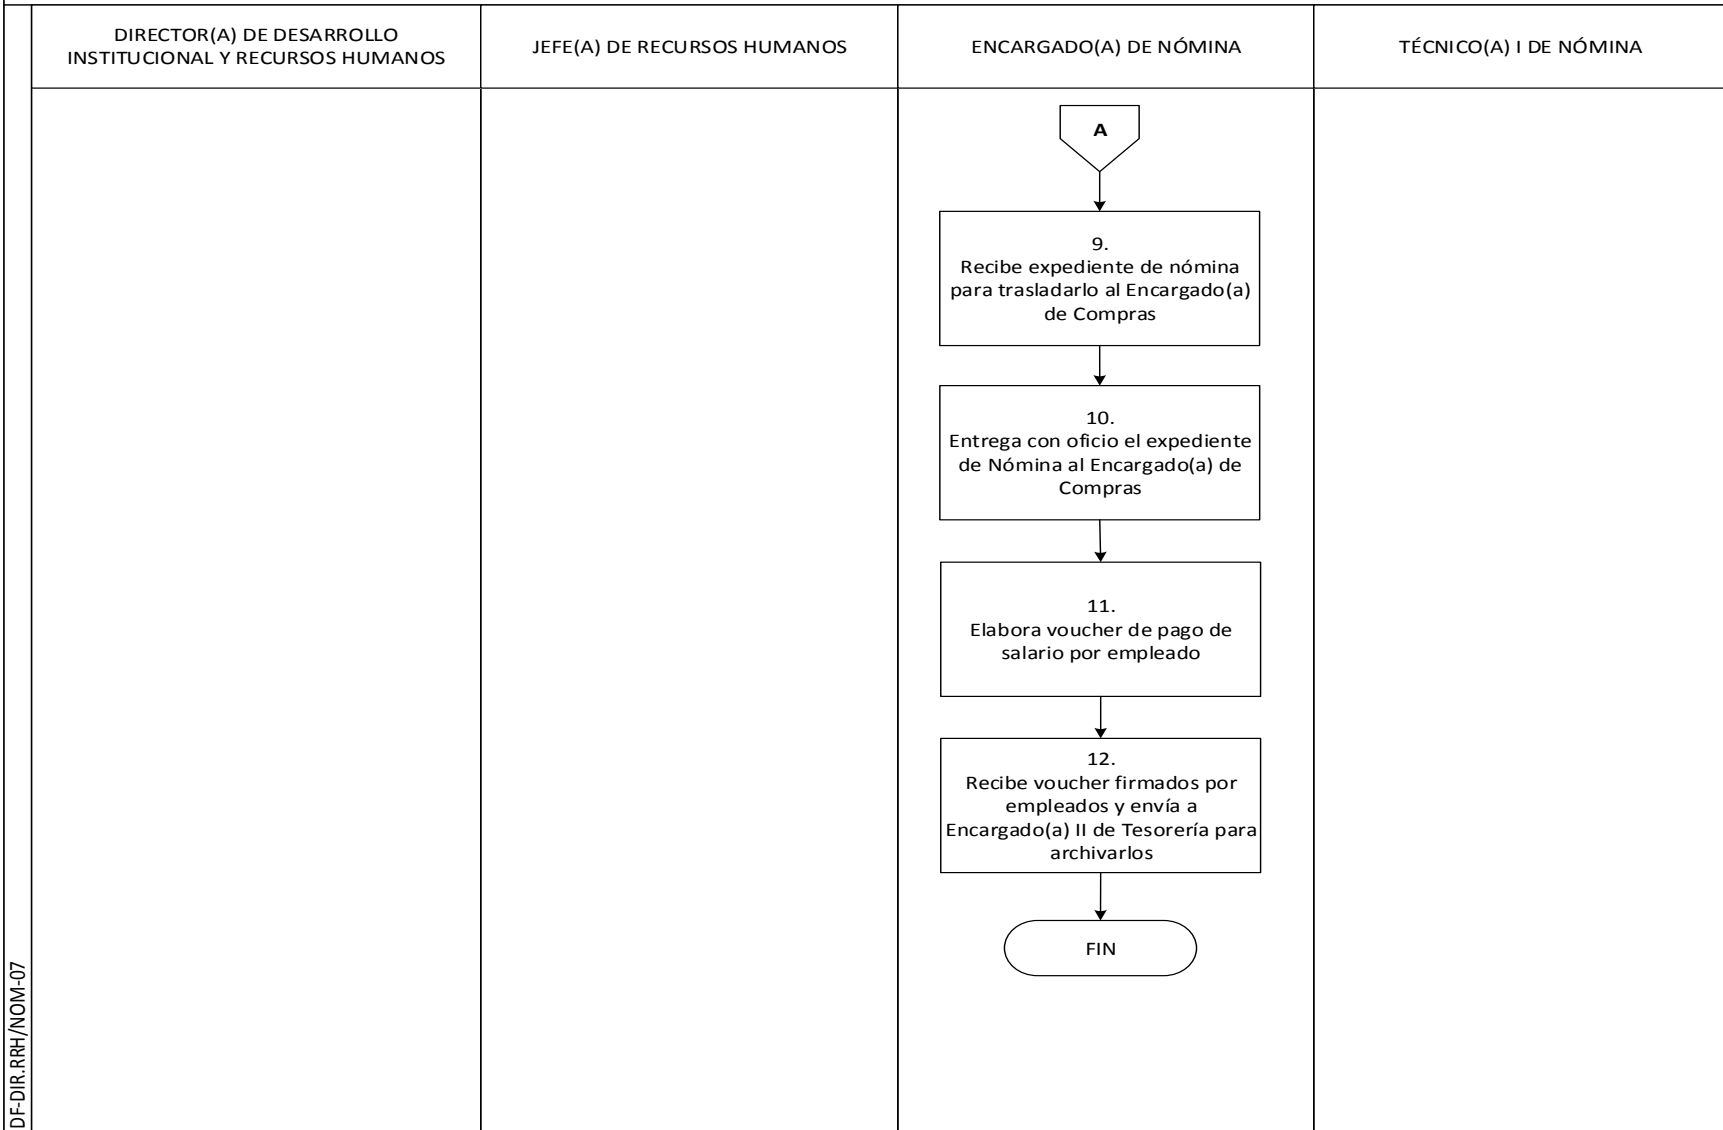 DIRECTOR(A) DE DESARROLLO
INSTITUCIONAL Y RECURSOS HUMANOS
JEFE(A) DE RECURSOS HUMANOS
ENCARGADO(A) DE NÓMINA
TÉCNICO(A) I DE NÓMINA
A
9.
Recibe expediente de nómina
para trasladarlo al Encargado(a)
de Compras
10.
Entrega con oficio el expediente
de Nómina al Encargado(a) de
Compras
11.
Elabora voucher de pago de
salario por empleado
12.
Recibe voucher firmados por
empleados y envía a
Encargado(a) II de Tesorería para
archivarlos
FIN
DF-DIR.RRH/NOM-07